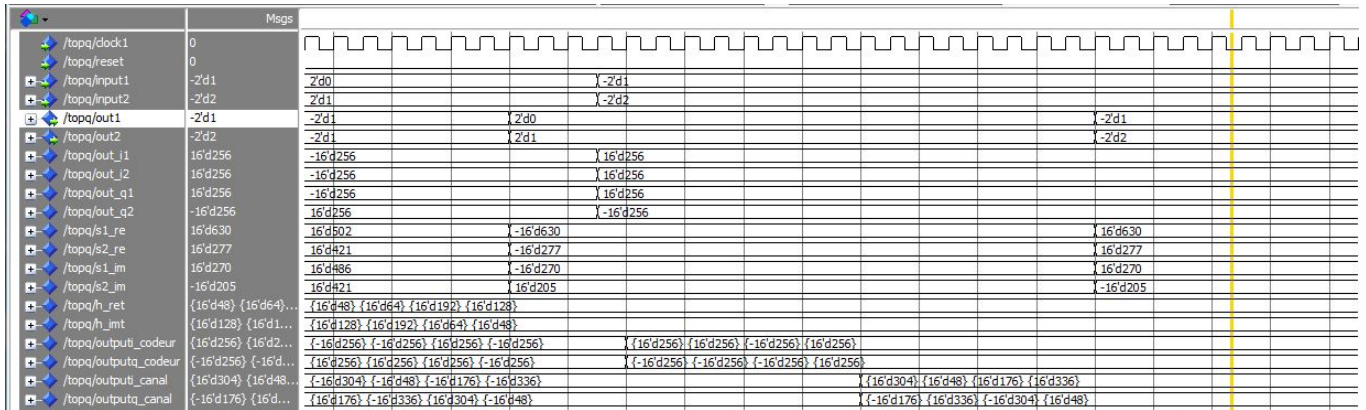 Msgs
/topq/clock1 0
/topq/reset 0
/topq/input1 -2'd1 2'd0 -2'd1
/topq/input2 -2'd2 2'd1 -2'd2
/topq/out1 -2'd1 -2'd1 2'd0 -2'd1
/topq/out2 -2'd2 -2'd1 2'd1 -2'd2
/topq/out_i1 16'd256 -16'd256 16'd256
/topq/out_i2 16'd256 -16'd256 16'd256
/topq/out_q1 16'd256 -16'd256 16'd256
/topq/out_q2 -16'd256 16'd256 -16'd256
/topq/s1_re 16'd630 16'd502 -16'd630 16'd630
/topq/s2_re 16'd277 16'd421 -16'd277 16'd277
/topq/s1_im 16'd270 16'd486 -16'd270 16'd270
/topq/s2_im -16'd205 16'd421 16'd205 -16'd205
/topq/h_ret {16'd48} {16'd64}... {16'd48} {16'd64} {16'd192} {16'd128}
/topq/h_imt {16'd128} {16'd1... {16'd128} {16'd192} {16'd64} {16'd48}
/topq/outputi_codeur {16'd256} {16'd2... {-16'd256} {-16'd256} {16'd256} {-16'd256} {16'd256} {16'd256} {-16'd256} {16'd256}
/topq/outputq_codeur {-16'd256} {-16'd... {16'd256} {16'd256} {16'd256} {-16'd256} {-16'd256} {-16'd256} {-16'd256} {16'd256}
/topq/outputi_canal {16'd304} {16'd48... {-16'd304} {-16'd48} {-16'd176} {-16'd336} {16'd304} {16'd48} {16'd176} {16'd336}
/topq/outputq_canal {-16'd176} {16'd... {16'd176} {-16'd336} {16'd304} {-16'd48} {-16'd176} {16'd336} {-16'd304} {16'd48}